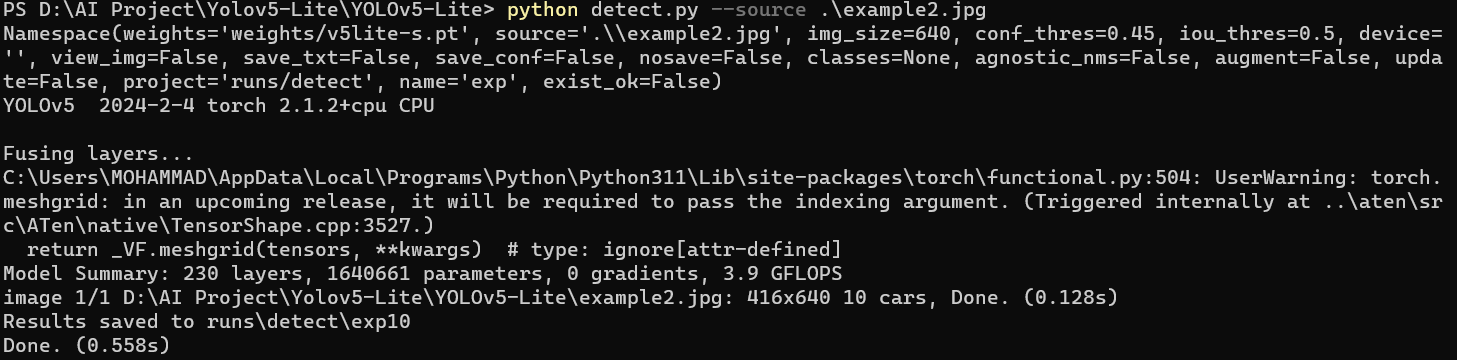 PS D:\AI Project\Yolov5-Lite\YOLOv5-Lite> python detect.py --source .\example2.jpg
Namespace(weights='weights/v5lite-s.pt', source='.\\example2.jpg', img_size=640, conf_thres=0.45, iou_thres=0.5, device=
'', view_img=False, save_txt=False, save_conf=False, nosave=False, classes=None, agnostic_nms=False, augment=False, upda
te=False, project='runs/detect', name='exp', exist_ok=False)
YOLOv5  2024-2-4 torch 2.1.2+cpu CPU
Fusing layers...
C:\Users\MOHAMMAD\AppData\Local\Programs\Python\Python311\Lib\site-packages\torch\functional.py:504: UserWarning: torch.
meshgrid: in an upcoming release, it will be required to pass the indexing argument. (Triggered internally at ..\aten\sr
c\ATen\native\TensorShape.cpp:3527.)
  return _VF.meshgrid(tensors, **kwargs)  # type: ignore[attr-defined]
Model Summary: 230 layers, 1640661 parameters, 0 gradients, 3.9 GFLOPS
image 1/1 D:\AI Project\Yolov5-Lite\YOLOv5-Lite\example2.jpg: 416x640 10 cars, Done. (0.128s)
Results saved to runs\detect\exp10
Done. (0.558s)